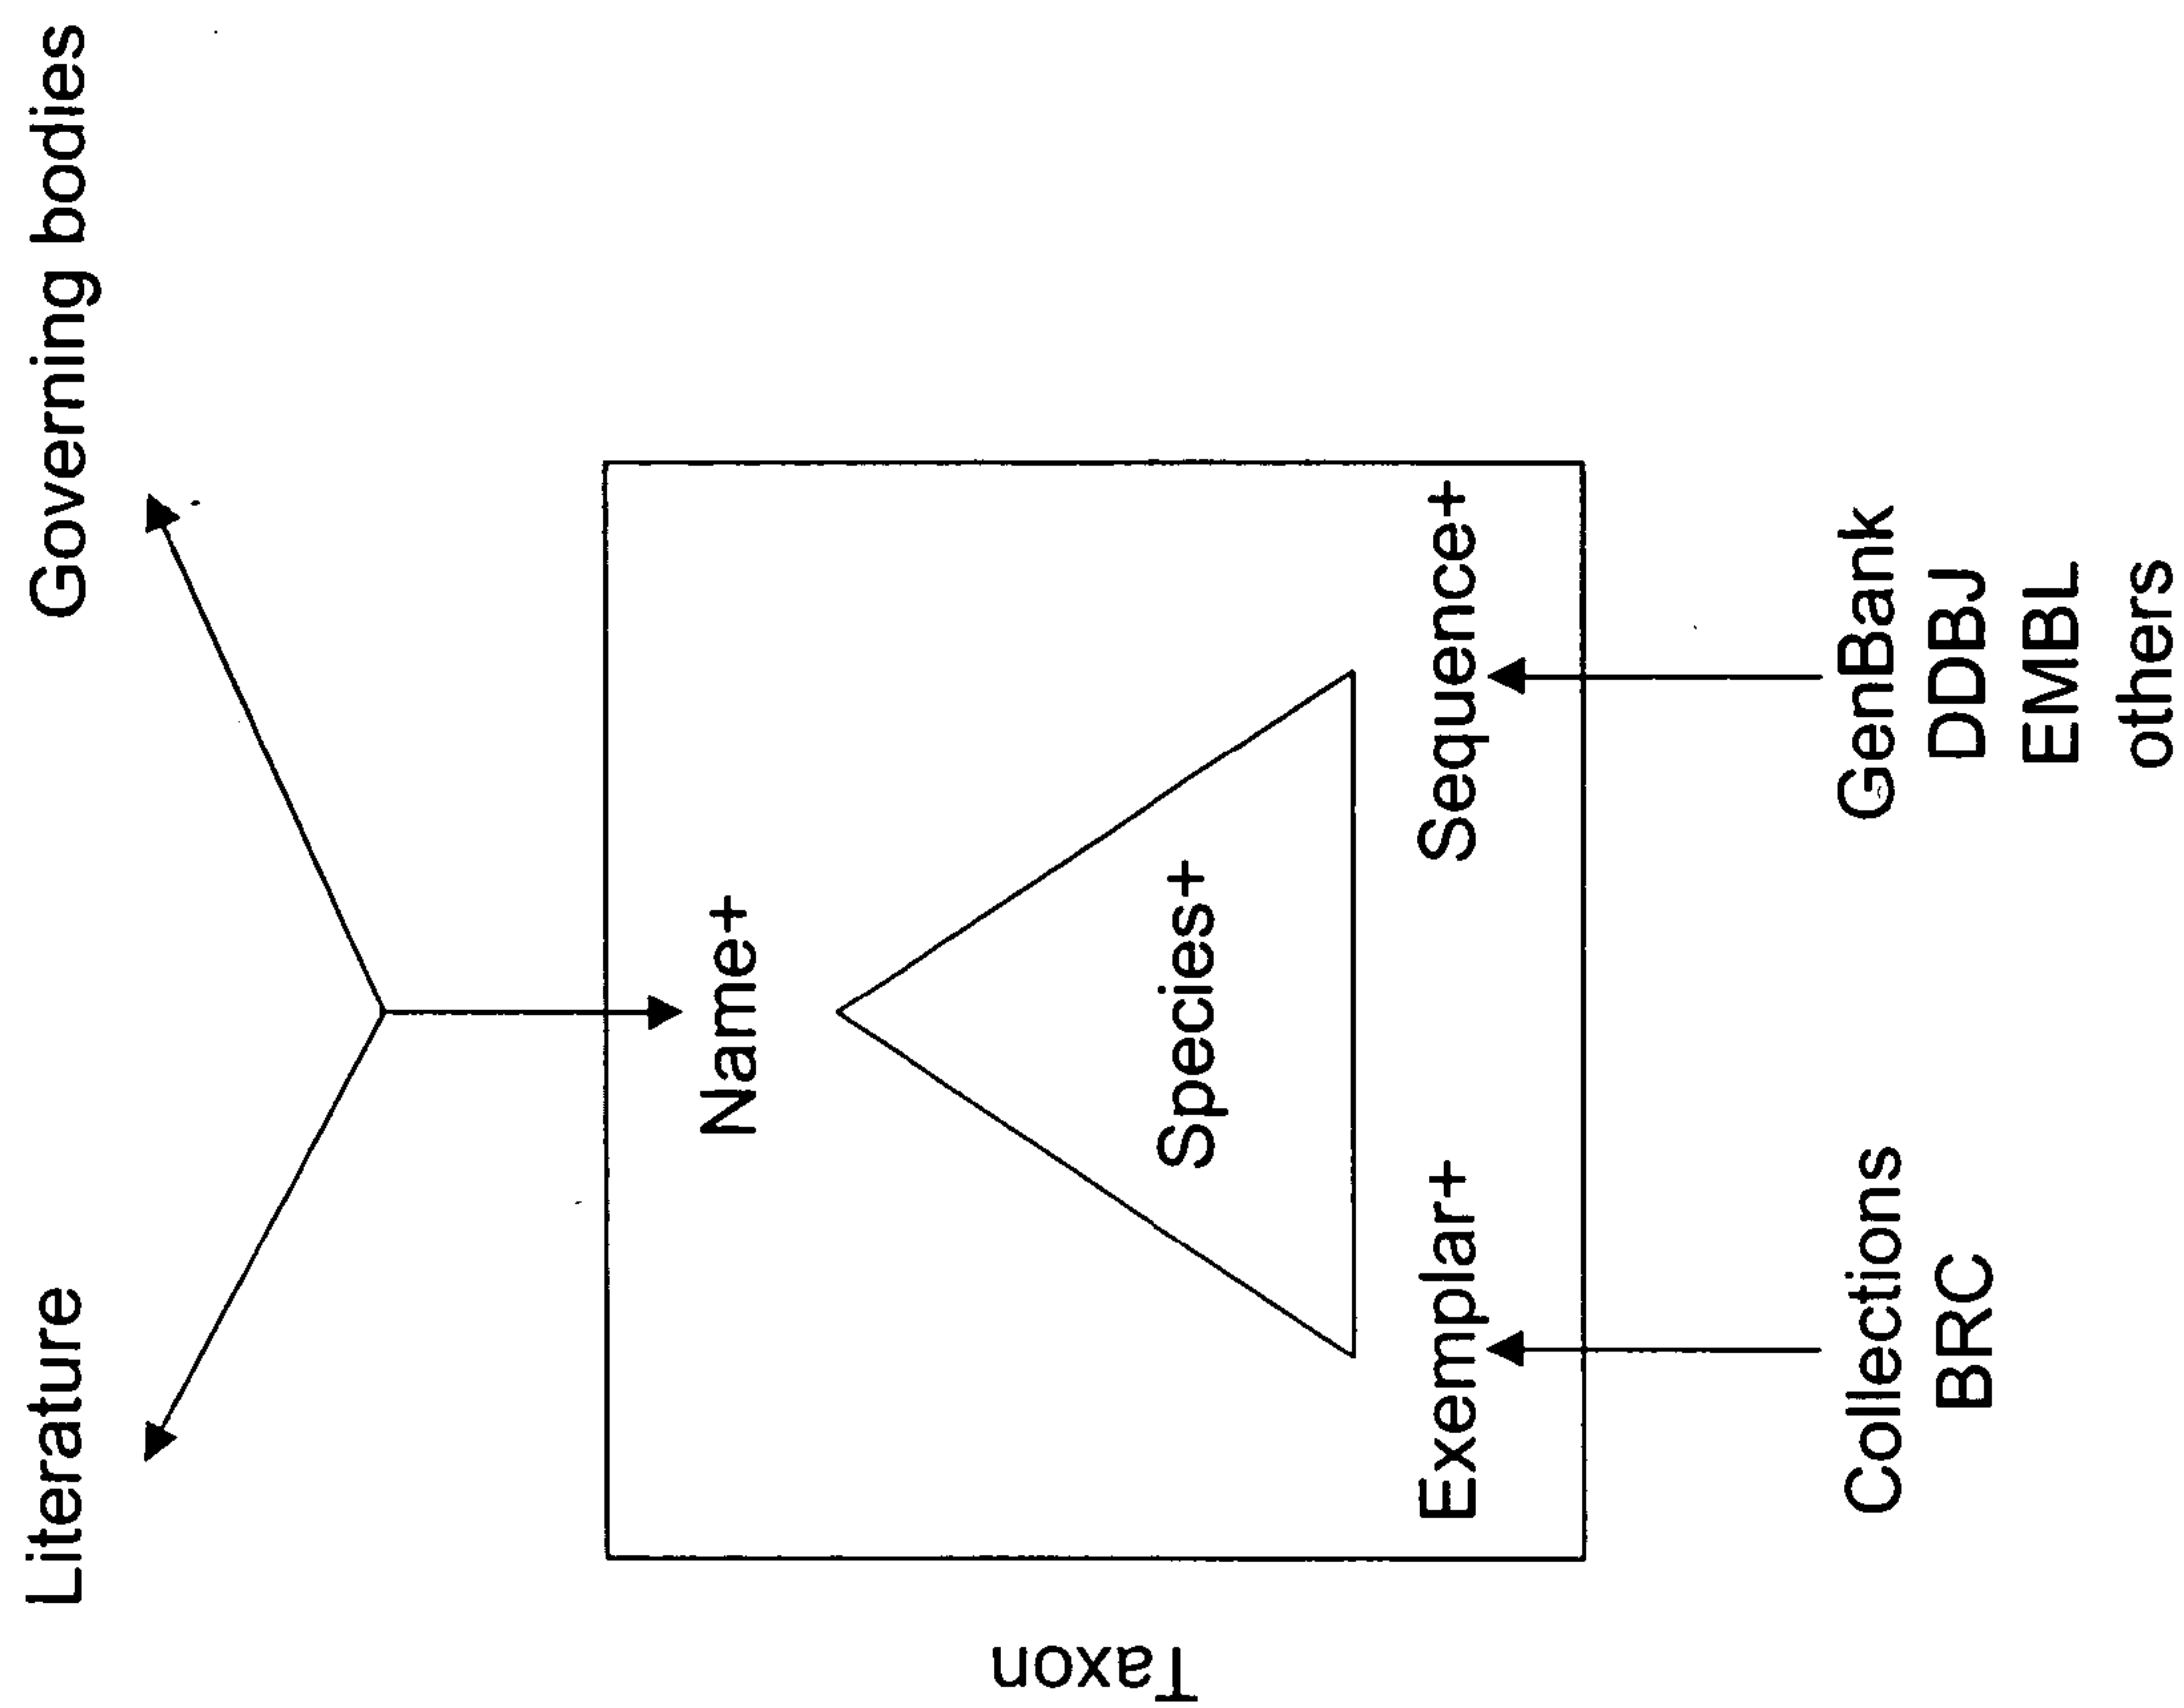 Literature
Governing bodies
Taxon
Name+
Species+
Exemplar+
Sequence+
Collections
BRC
GenBank
DDBJ
EMBL
others